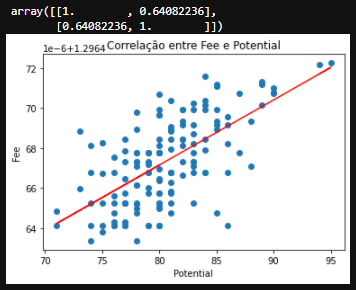 array([[1.        , 0.64082236],
       [0.64082236, 1.        ]])
1e-6+1.2964 Correlação entre Fee e Potential
72
70
68
66
64
Fee
70 75 80 85 90 95
Potential